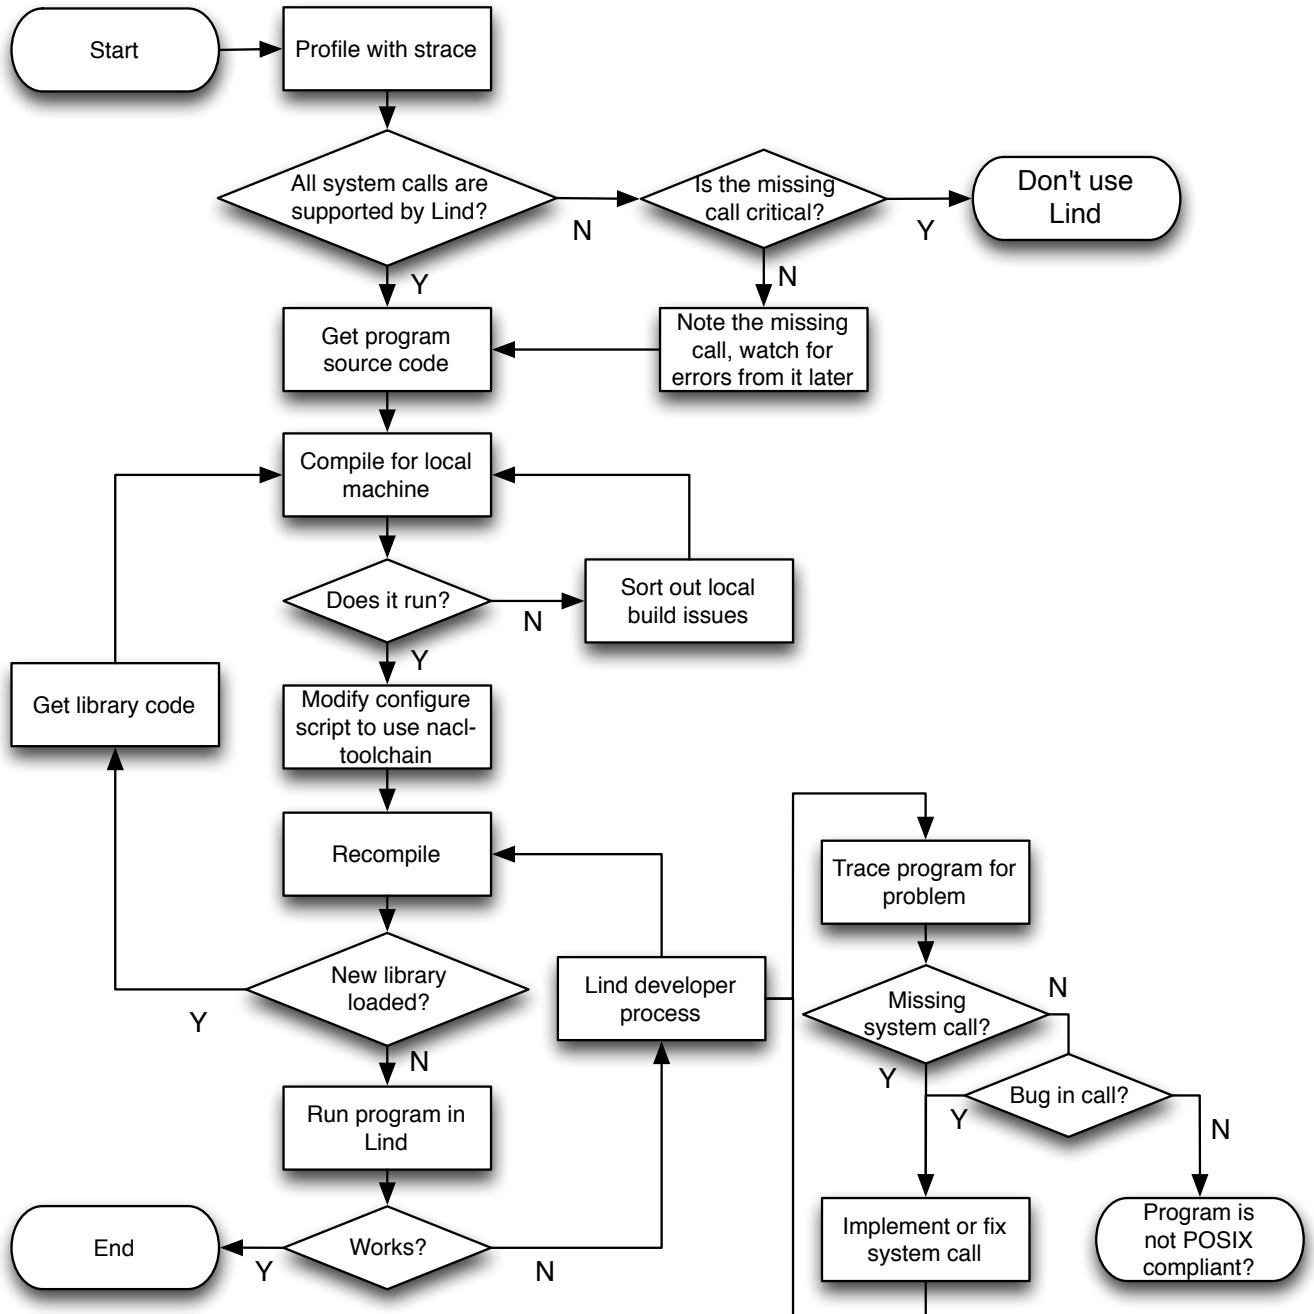 Start
Profile with strace
All system calls are
supported by Lind?
N
Is the missing
call critical?
Y
Don't use
Lind
Y
N
Get program
source code
Note the missing
call, watch for
errors from it later
Compile for local
machine
Does it run?
N
Sort out local
build issues
Y
Get library code
Modify configure
script to use nacl-
toolchain
Recompile
Trace program for
problem
New library
loaded?
Y
N
Lind developer
process
Missing
system call?
N
Y
Bug in call?
Y
N
Run program in
Lind
Implement or fix
system call
Program is
not POSIX
compliant?
Works?
Y
N
End